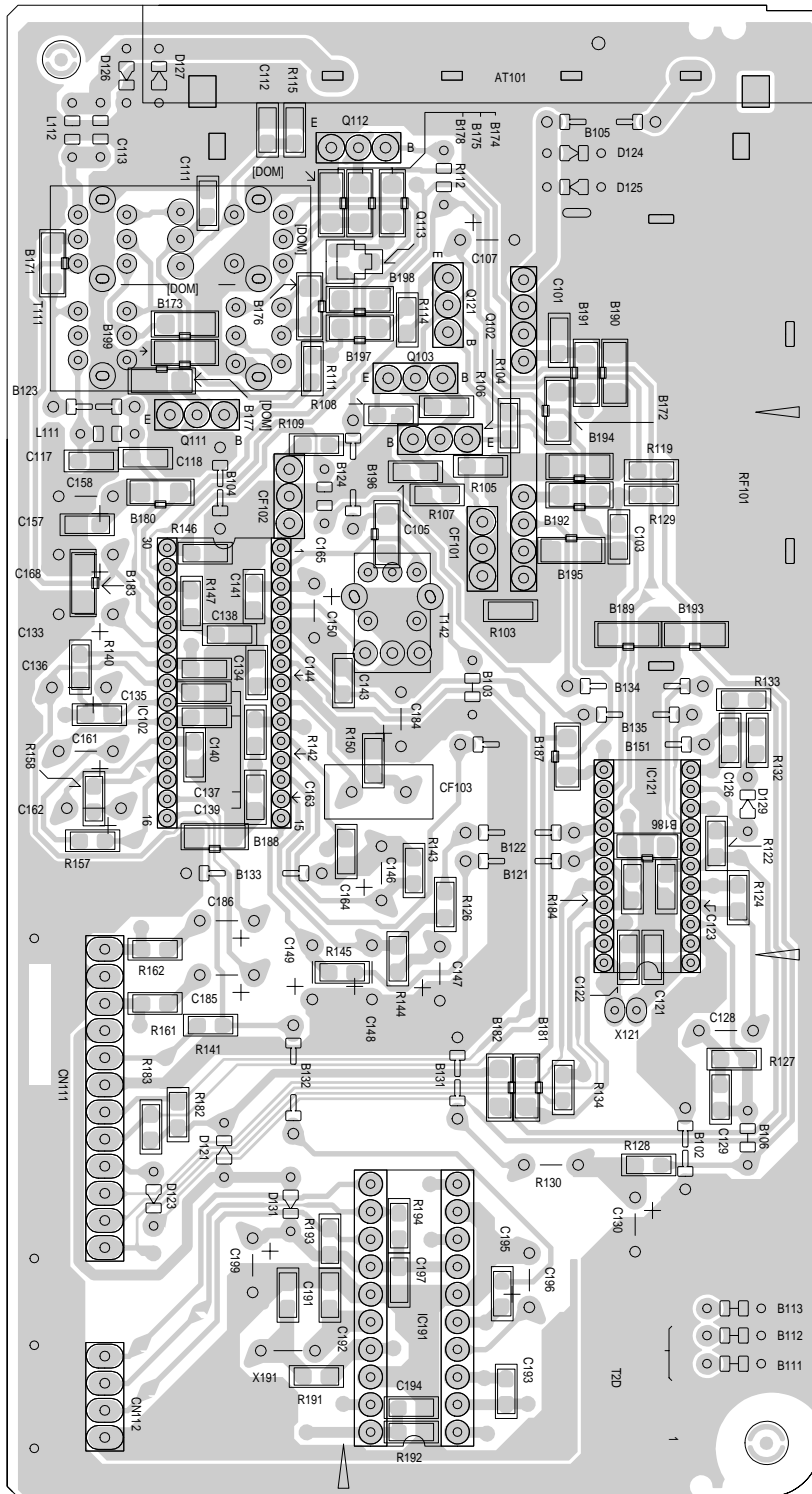 D126
D127
C112
R115
AT101
L112
C113
E
Q112
B
B178
B175
B174
B105
D124
D125
C111
[DOM]
R112
Q113
[DOM]
C107
B171
T111
[DOM]
B173
B199
B176
B198
E
Q121
B
Q102
R114
C101
B191
B190
B197
R111
E
Q103
B
R106
R104
B123
R108
B172
E
Q111
B
B177
[DOM]
L111
R109
B
E
B194
C117
C118
R119
RF101
C158
B104
CF102
B124
B196
R105
R107
C157
B180
C105
CF101
B192
R129
C103
R146
30
1
C165
B195
C168
B183
R147
C141
C138
C150
T142
R103
C133
B189
B193
R140
C136
C134
C144
C143
B103
B134
R133
C135
IC102
C184
B135
C161
C140
R142
R150
B187
B151
R158
IC121
C126
R132
C137
C139
C163
CF103
D129
C162
16
15
B186
R157
B188
R143
B122
R122
B133
C164
C146
B121
R124
C186
R126
R184
C123
R162
C149
R145
R144
C147
C185
C148
C122
C121
X121
C128
R161
R141
CN111
R183
R182
B132
B131
B182
B181
R134
R127
D121
C129
B102
B106
R128
D123
D131
R130
R193
R194
C195
C130
C199
C191
C192
C197
C196
IC191
B113
B112
X191
R191
C193
T2D
B111
CN112
C194
R192
1